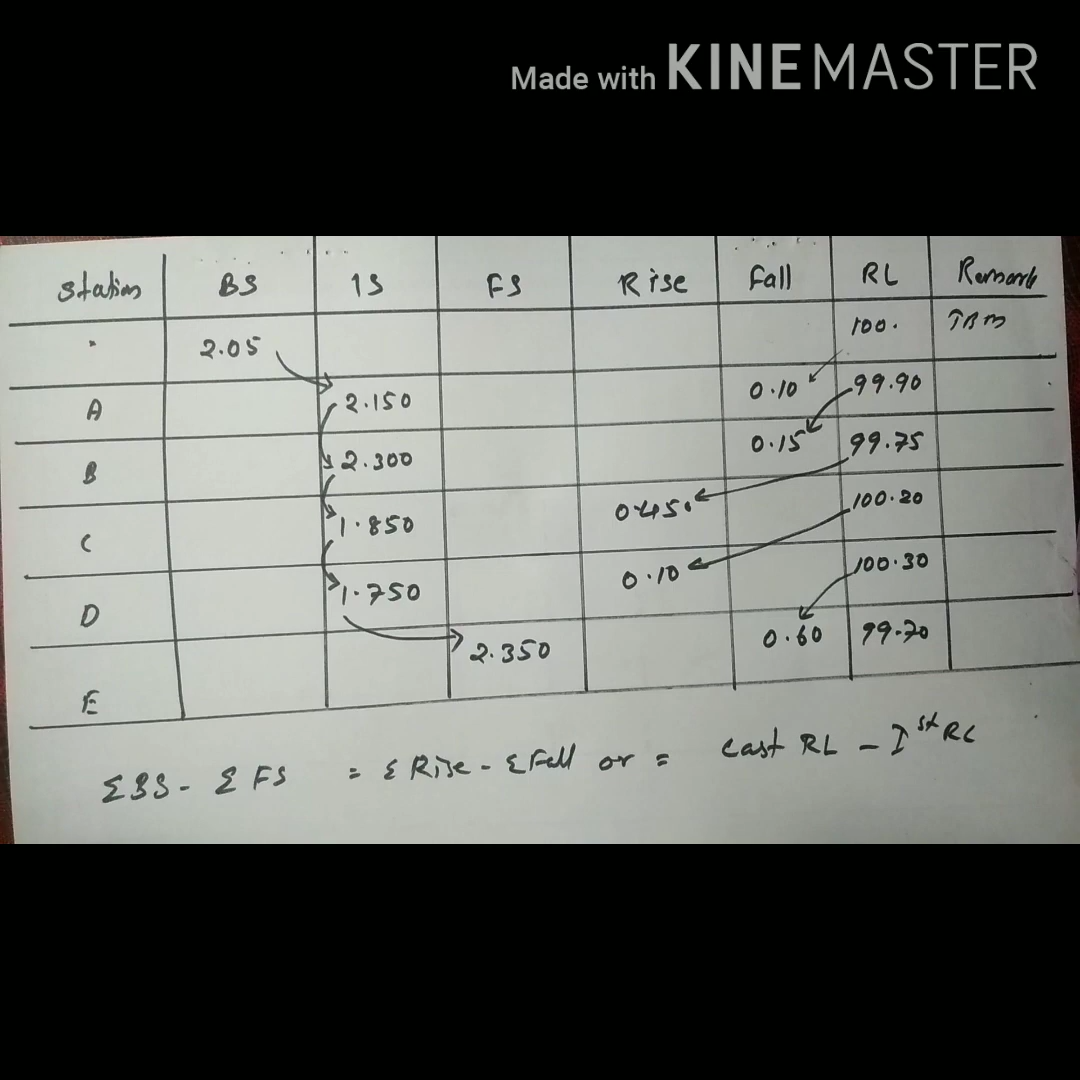 Made with KINEMASTER
Station BS IS FS Rise Fall RL Remark
2.05 100. TBM
A 2.150 0.10 99.90
B 2.300 0.15 99.75
C 1.850 0.450 100.20
D 1.750 0.10 100.30
E 2.350 0.60 99.70
ΣBS - ΣFS = ΣRise - ΣFall or = Last RL - Ist RL